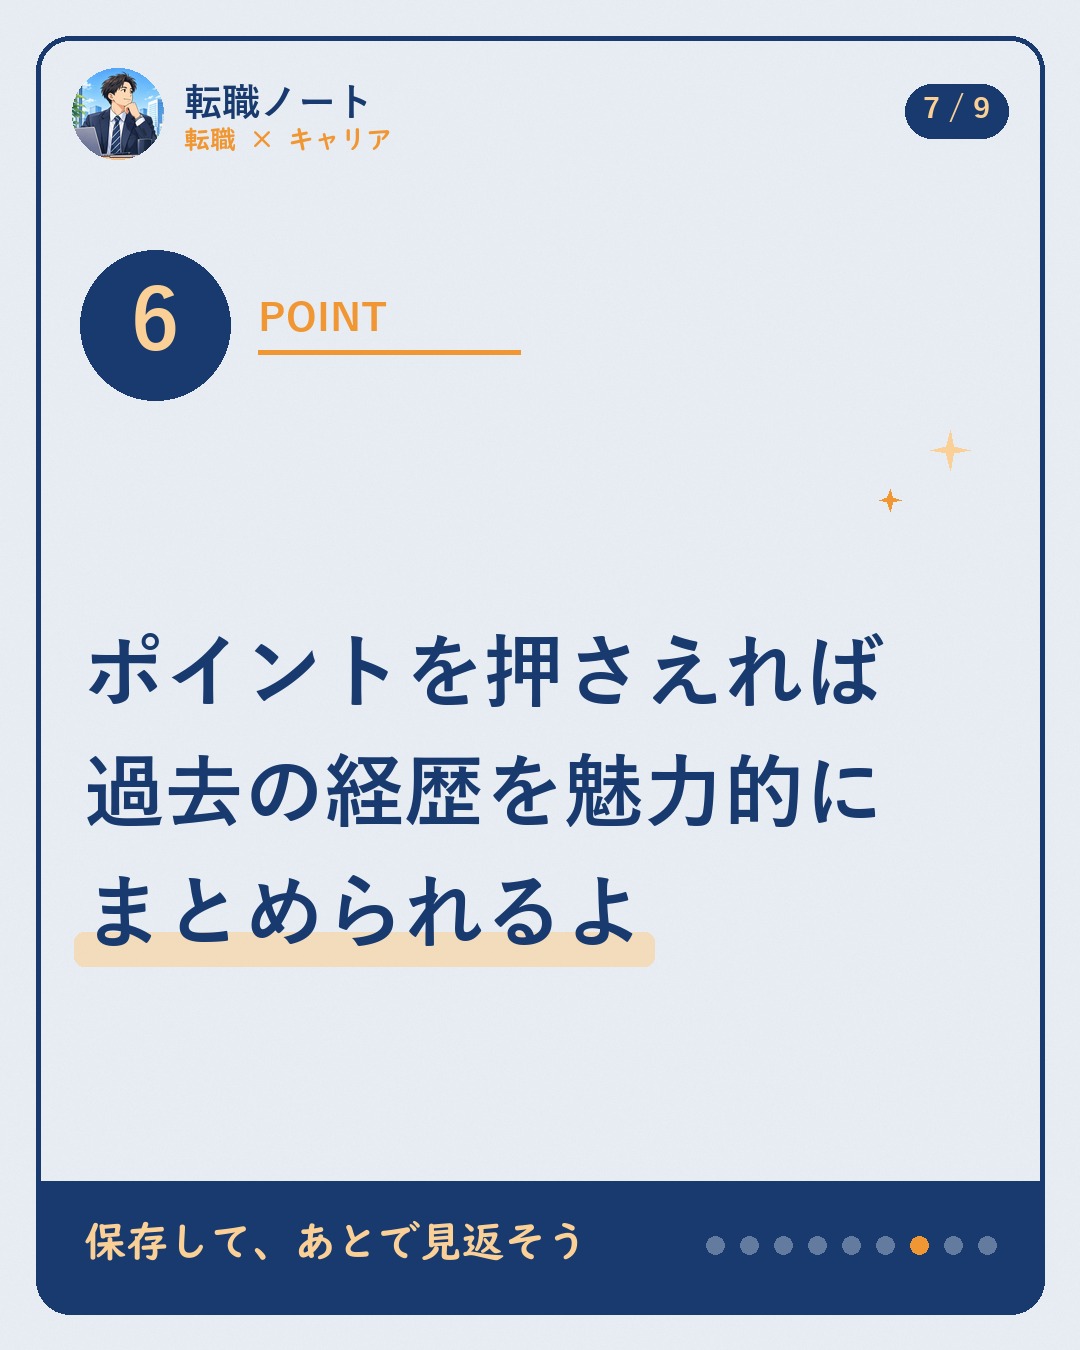 転職ノート
転職 × キャリア
7 / 9
6
POINT
ポイントを押さえれば
過去の経歴を魅力的に
まとめられるよ
保存して、あとで見返そう